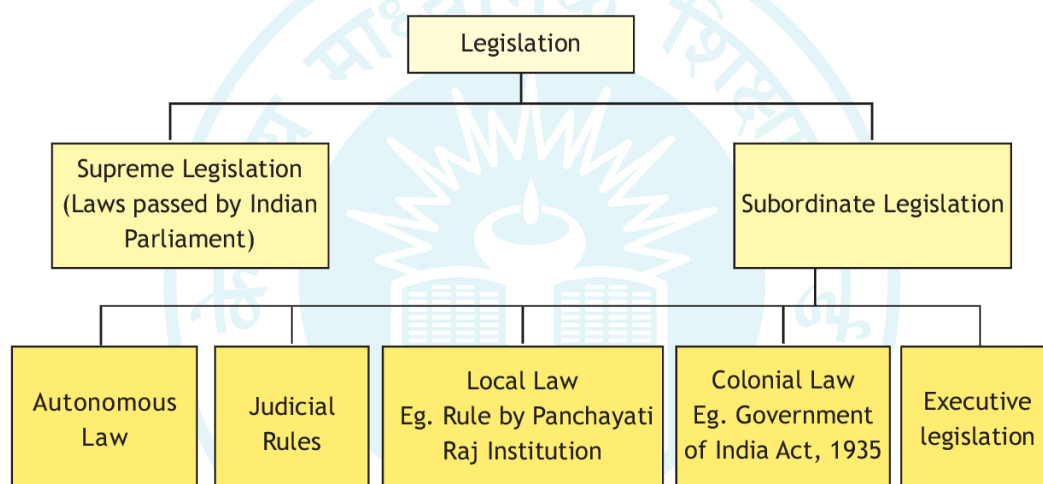 Legislation
Supreme Legislation
(Laws passed by Indian
Parliament)
Subordinate Legislation
Autonomous
Law
Judicial
Rules
Local Law
Eg. Rule by Panchayati
Raj Institution
Colonial Law
Eg. Government
of India Act, 1935
Executive
legislation